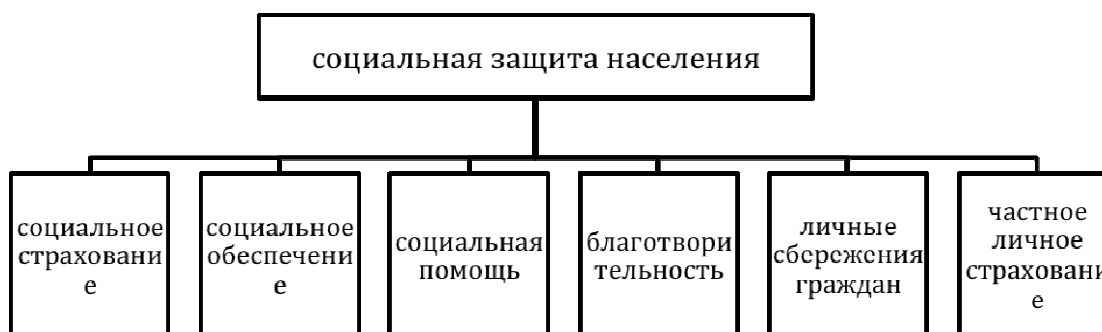 социальная защита населения
социальное
страховани
е
социальное
обеспечени
е
социальная
помощь
благотвори
тельность
личные
сбережения
граждан
частное
личное
страховани
е